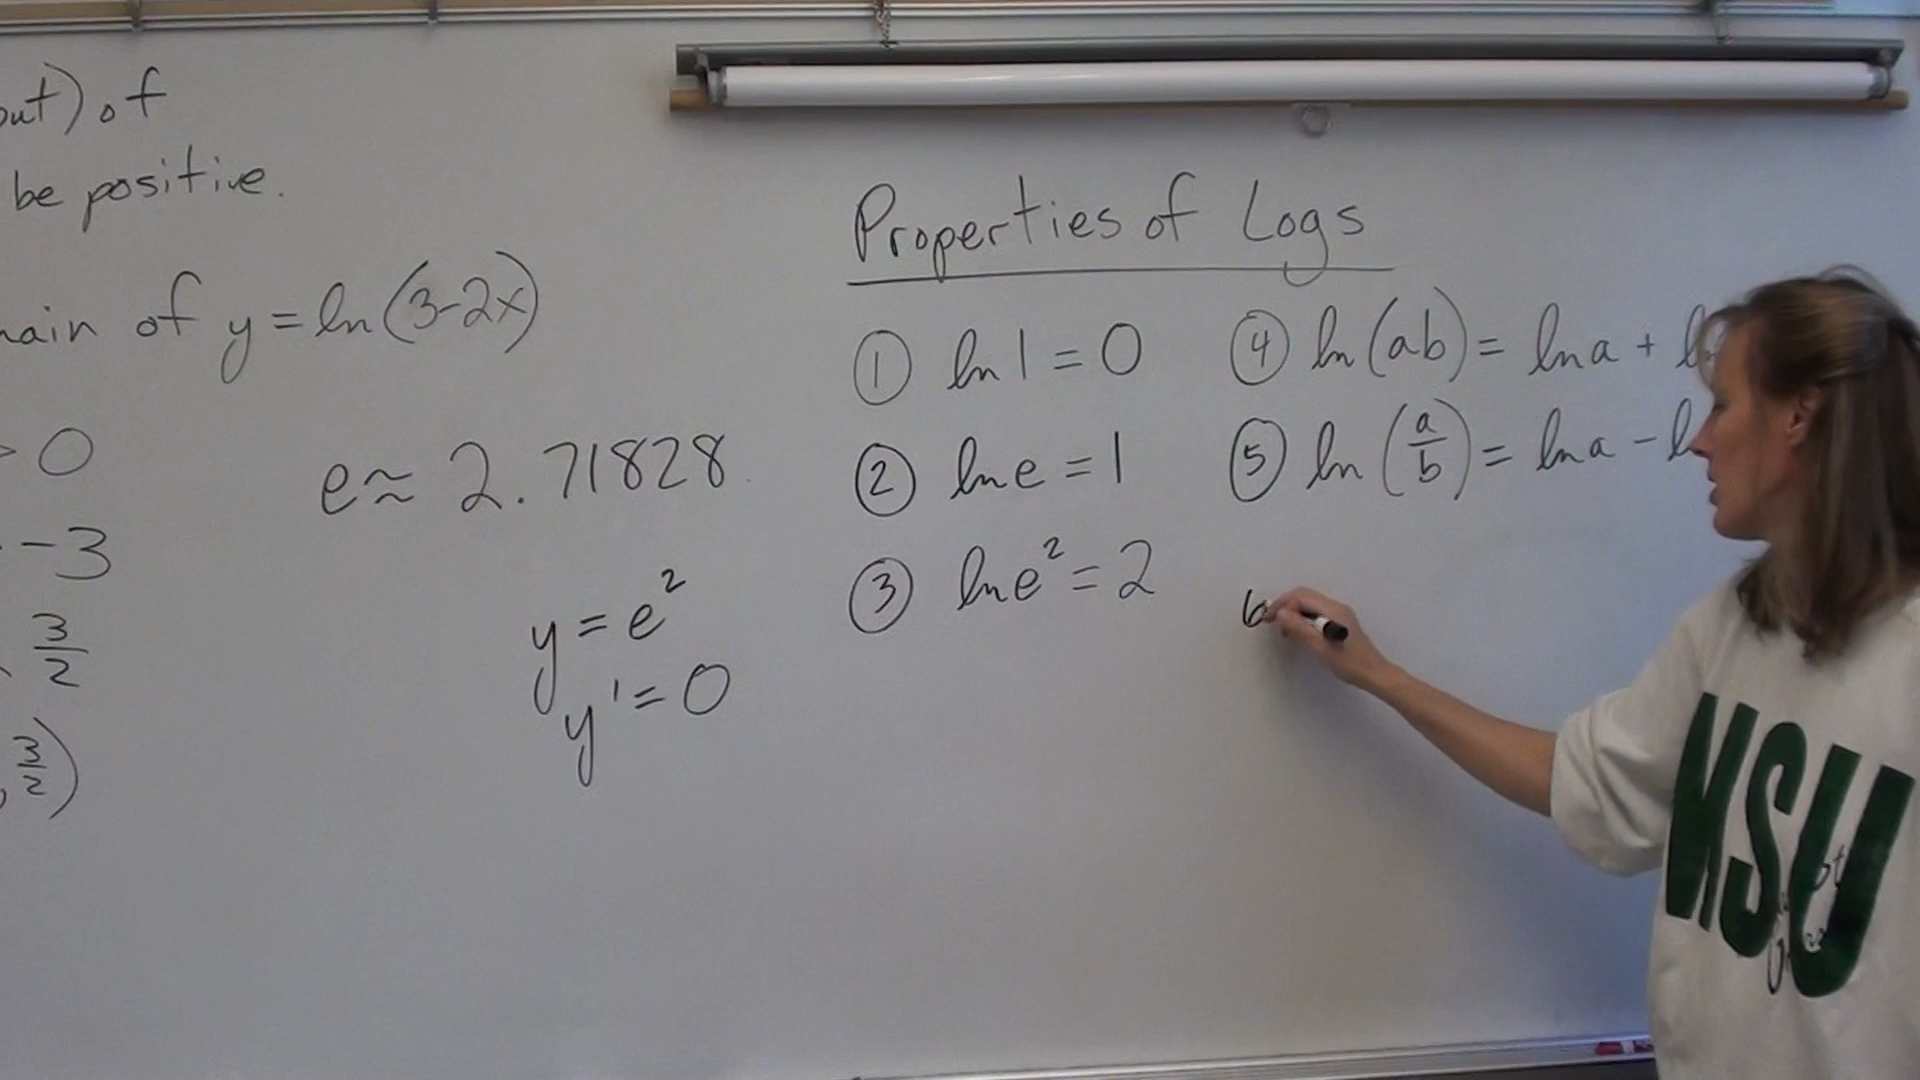 of
be positive.
of y = ln(3-2x)
> 0
-3
3/2
3/2)
e ≈ 2.71828
y = e²
y' = 0
Properties of Logs
① ln 1 = 0
② ln e = 1
③ ln e² = 2
④ ln(ab) = ln a +
⑤ ln(a/b) = ln a -
6
MSU